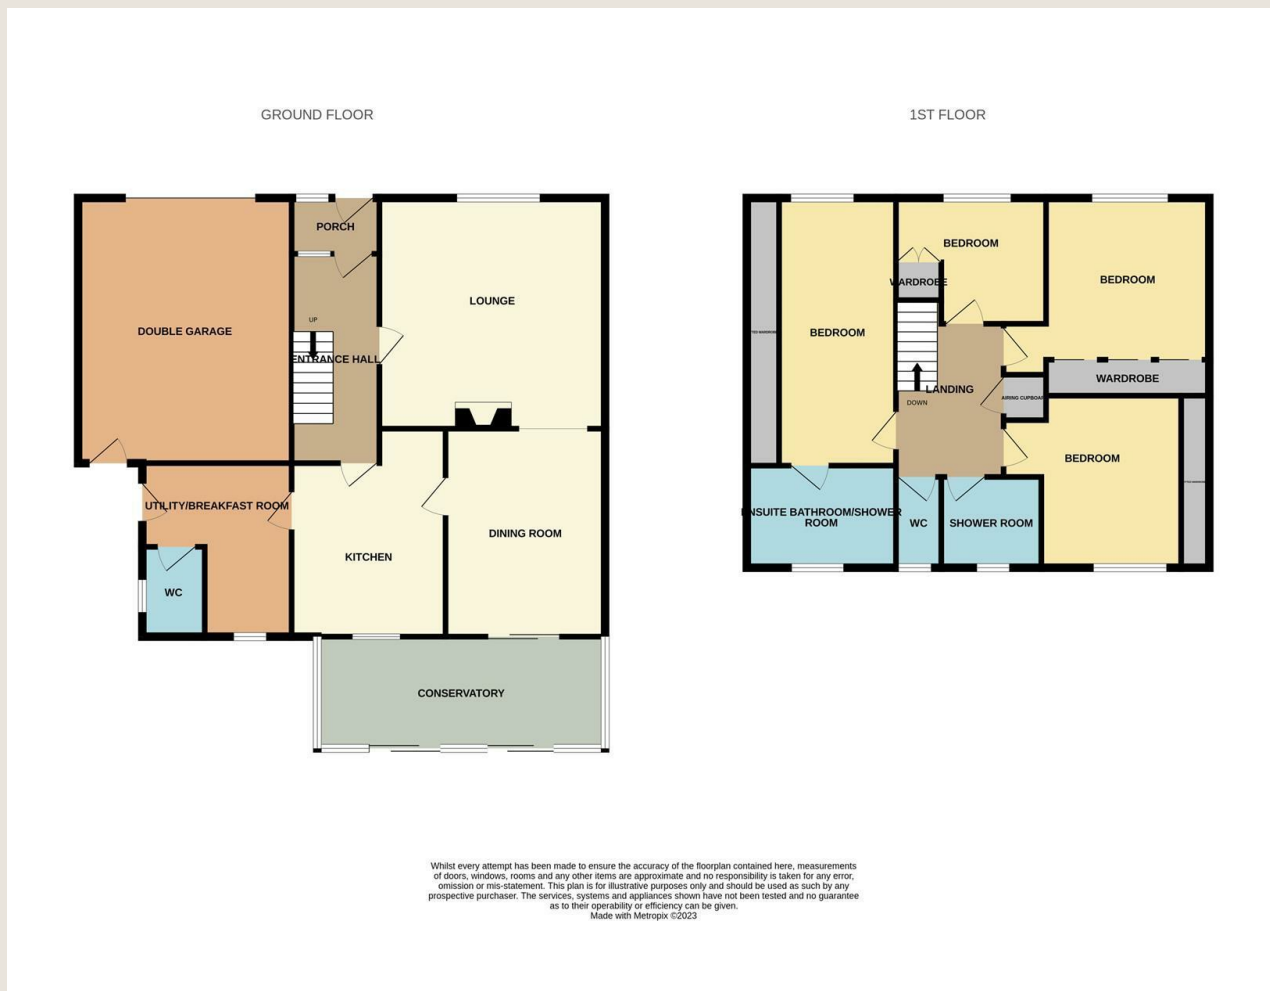 GROUND FLOOR
1ST FLOOR
PORCH
LOUNGE
DOUBLE GARAGE
UP
ENTRANCE HALL
UTILITY/BREAKFAST ROOM
WC
KITCHEN
DINING ROOM
CONSERVATORY
BEDROOM
WARDROBE
BEDROOM
BEDROOM
WARDROBE
LANDING
DOWN
AIRING CUPBOARD
BEDROOM
ENSUITE BATHROOM/SHOWER
ROOM
WC
SHOWER ROOM
Whilst every attempt has been made to ensure the accuracy of the floorplan contained here, measurements
of doors, windows, rooms and any other items are approximate and no responsibility is taken for any error,
omission or mis-statement. This plan is for illustrative purposes only and should be used as such by any
prospective purchaser. The services, systems and appliances shown have not been tested and no guarantee
as to their operability or efficiency can be given.
Made with Metropix ©2023